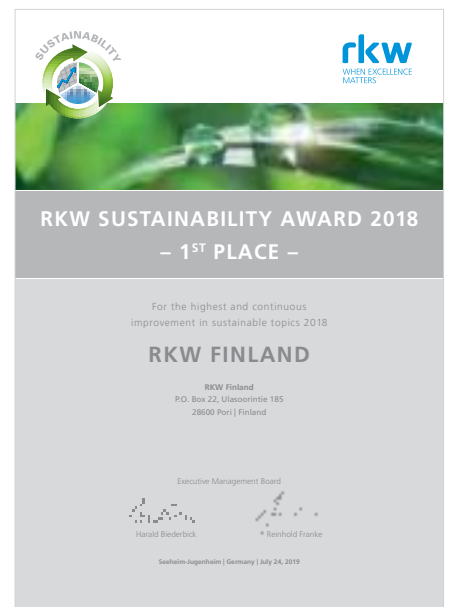 SUSTAINABILITY
rkw
WHEN EXCELLENCE
MATTERS
RKW SUSTAINABILITY AWARD 2018
– 1ST PLACE –
For the highest and continuous
improvement in sustainable topics 2018
RKW FINLAND
RKW Finland
P.O. Box 22, Ulasoorintie 185
28600 Pori | Finland
Executive Management Board
Harald Biederbick
Reinhold Franke
Seeheim-Jugenheim | Germany | July 24, 2019